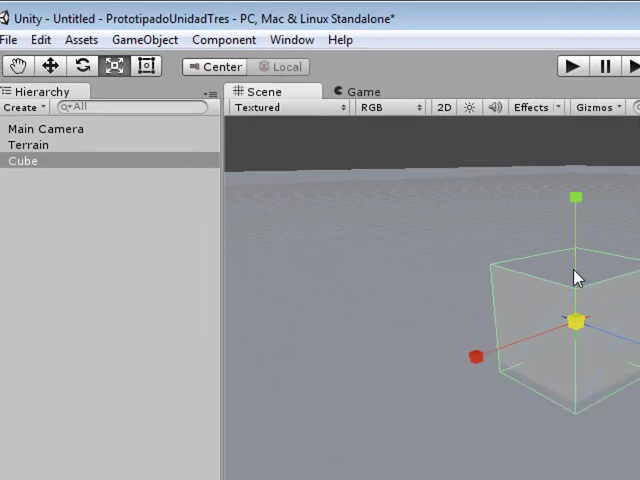 Unity - Untitled - PrototipadoUnidadTres - PC, Mac & Linux Standalone*
File Edit Assets GameObject Component Window Help
Center Local
Hierarchy
Scene Game
Create All
Textured RGB 2D Effects Gizmos
Main Camera
Terrain
Cube